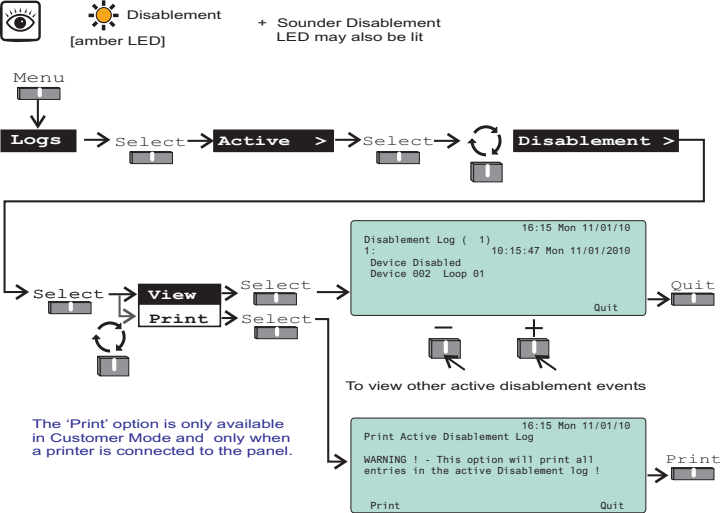 Disablement
[amber LED]
+ Sounder Disablement
LED may also be lit
Menu
Logs
Select
Active >
Select
Disablement >
Select
View
Print
Select
Select
16:15 Mon 11/01/10
Disablement Log ( 1)
1: 10:15:47 Mon 11/01/2010
Device Disabled
Device 002 Loop 01
Quit
Quit
– +
To view other active disablement events
The ‘Print’ option is only available
in Customer Mode and only when
a printer is connected to the panel.
16:15 Mon 11/01/10
Print Active Disablement Log
WARNING ! - This option will print all
entries in the active Disablement log !
Print Quit
Print